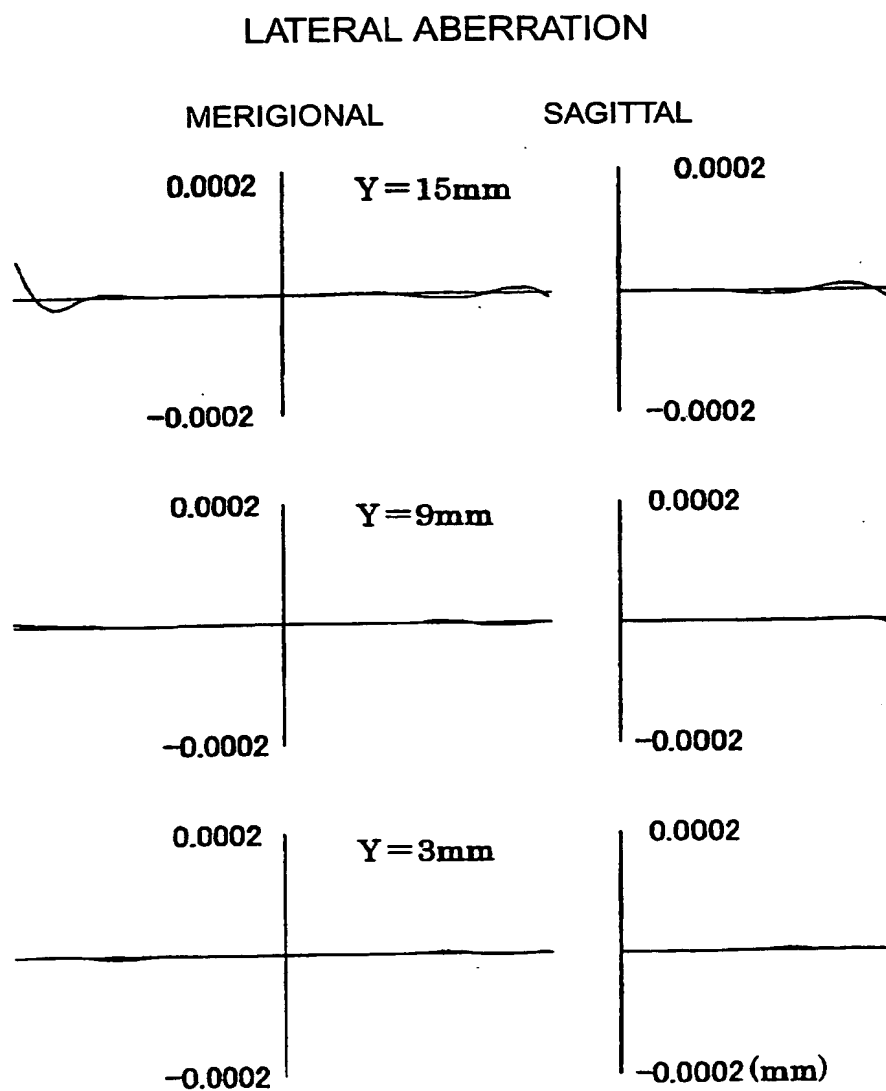 LATERAL ABERRATION
MERIGIONAL SAGITTAL
0.0002 Y=15mm 0.0002
−0.0002 −0.0002
0.0002 Y=9mm 0.0002
−0.0002 −0.0002
0.0002 Y=3mm 0.0002
−0.0002 −0.0002 (mm)